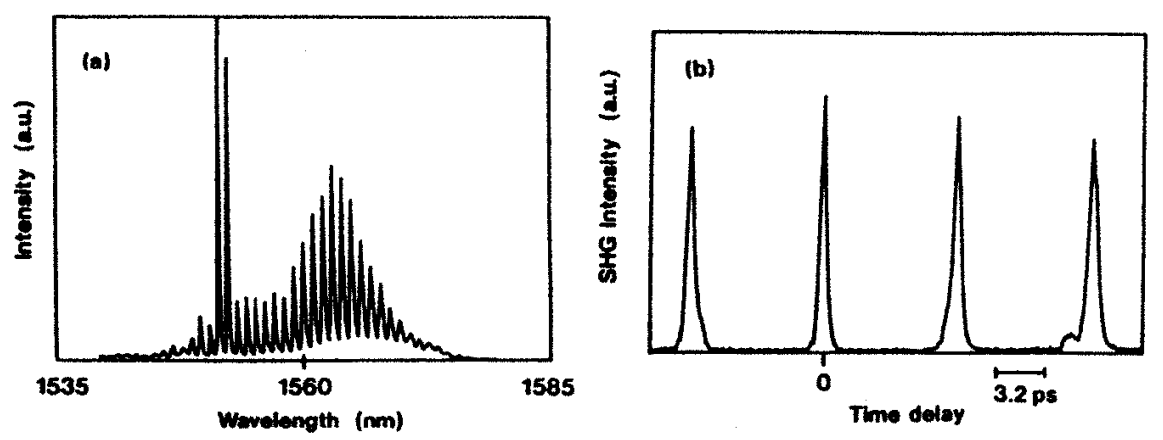 (a)
Intensity (a.u.)
1535
1560
1585
Wavelength (nm)
(b)
SHG Intensity (a.u.)
0
3.2 ps
Time delay